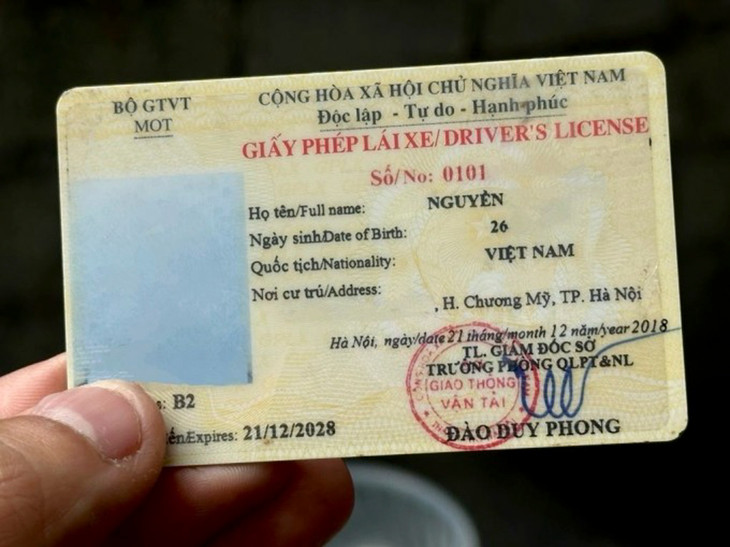 BỘ GTVT
MOT
CỘNG HÒA XÃ HỘI CHỦ NGHĨA VIỆT NAM
Độc lập - Tự do - Hạnh phúc
GIẤY PHÉP LÁI XE/DRIVER'S LICENSE
Số/No: 0101
Họ tên/Full name: NGUYỄN
Ngày sinh/Date of Birth: 26
Quốc tịch/Nationality: VIỆT NAM
Nơi cư trú/Address:
, H. Chương Mỹ, TP. Hà Nội
Hà Nội, ngày/date 21 tháng/month 12 năm/year 2018
TL. GIÁM ĐỐC SỞ
TRƯỞNG PHÒNG QLPT&NL
GIAO THÔNG
VẬN TẢI
s: B2
ến/Expires: 21/12/2028
ĐÀO DUY PHONG